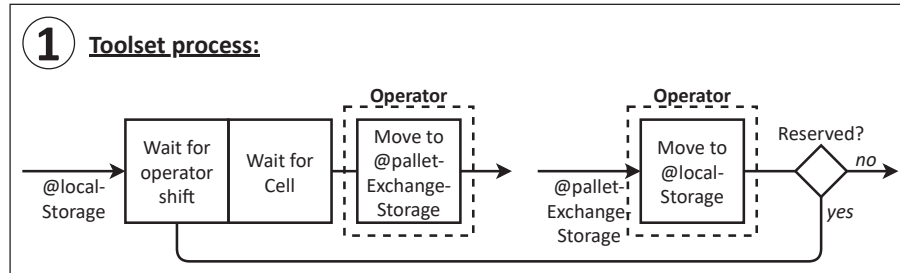 1 Toolset process:
Operator
Operator
@local-
Storage
Wait for
operator
shift
Wait for
Cell
Move to
@pallet-
Exchange-
Storage
@pallet-
Exchange-
Storage
Move to
@local-
Storage
Reserved?
no
yes